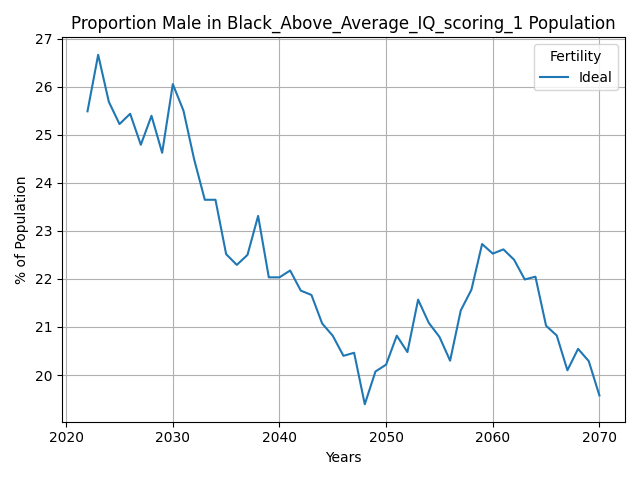 Proportion Male in Black_Above_Average_IQ_scoring_1 Population
Fertility
Ideal
27
26
25
24
23
22
21
20
% of Population
2020
2030
2040
2050
2060
2070
Years